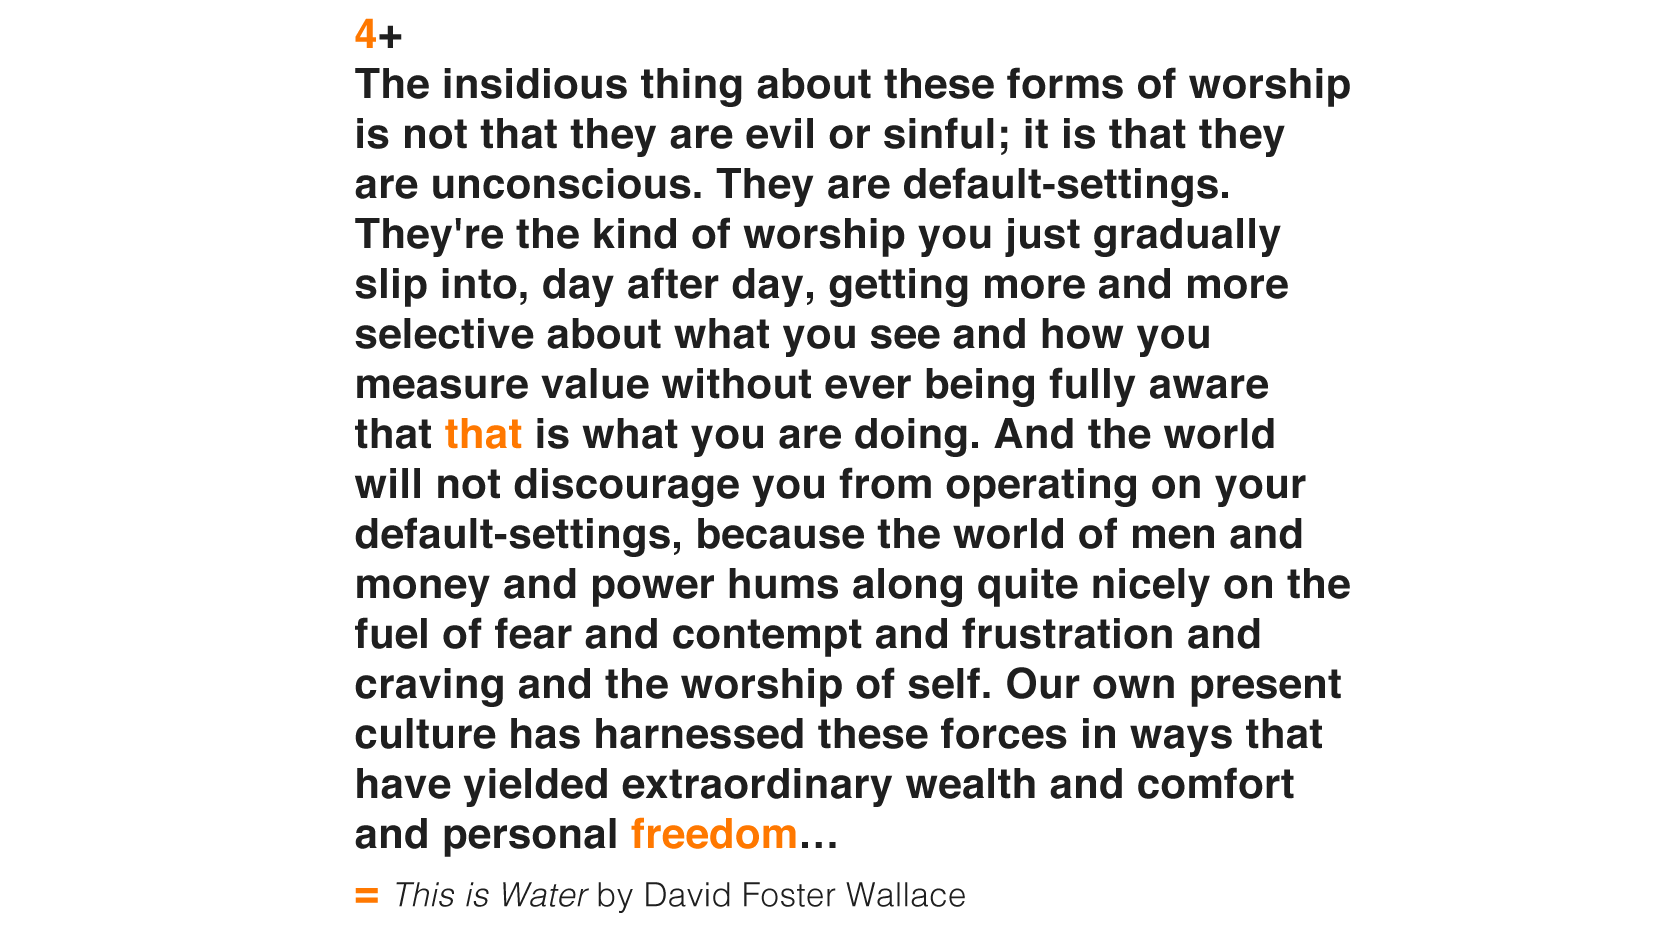 4+
The insidious thing about these forms of worship
is not that they are evil or sinful; it is that they
are unconscious. They are default-settings.
They're the kind of worship you just gradually
slip into, day after day, getting more and more
selective about what you see and how you
measure value without ever being fully aware
that that is what you are doing. And the world
will not discourage you from operating on your
default-settings, because the world of men and
money and power hums along quite nicely on the
fuel of fear and contempt and frustration and
craving and the worship of self. Our own present
culture has harnessed these forces in ways that
have yielded extraordinary wealth and comfort
and personal freedom…
= This is Water by David Foster Wallace